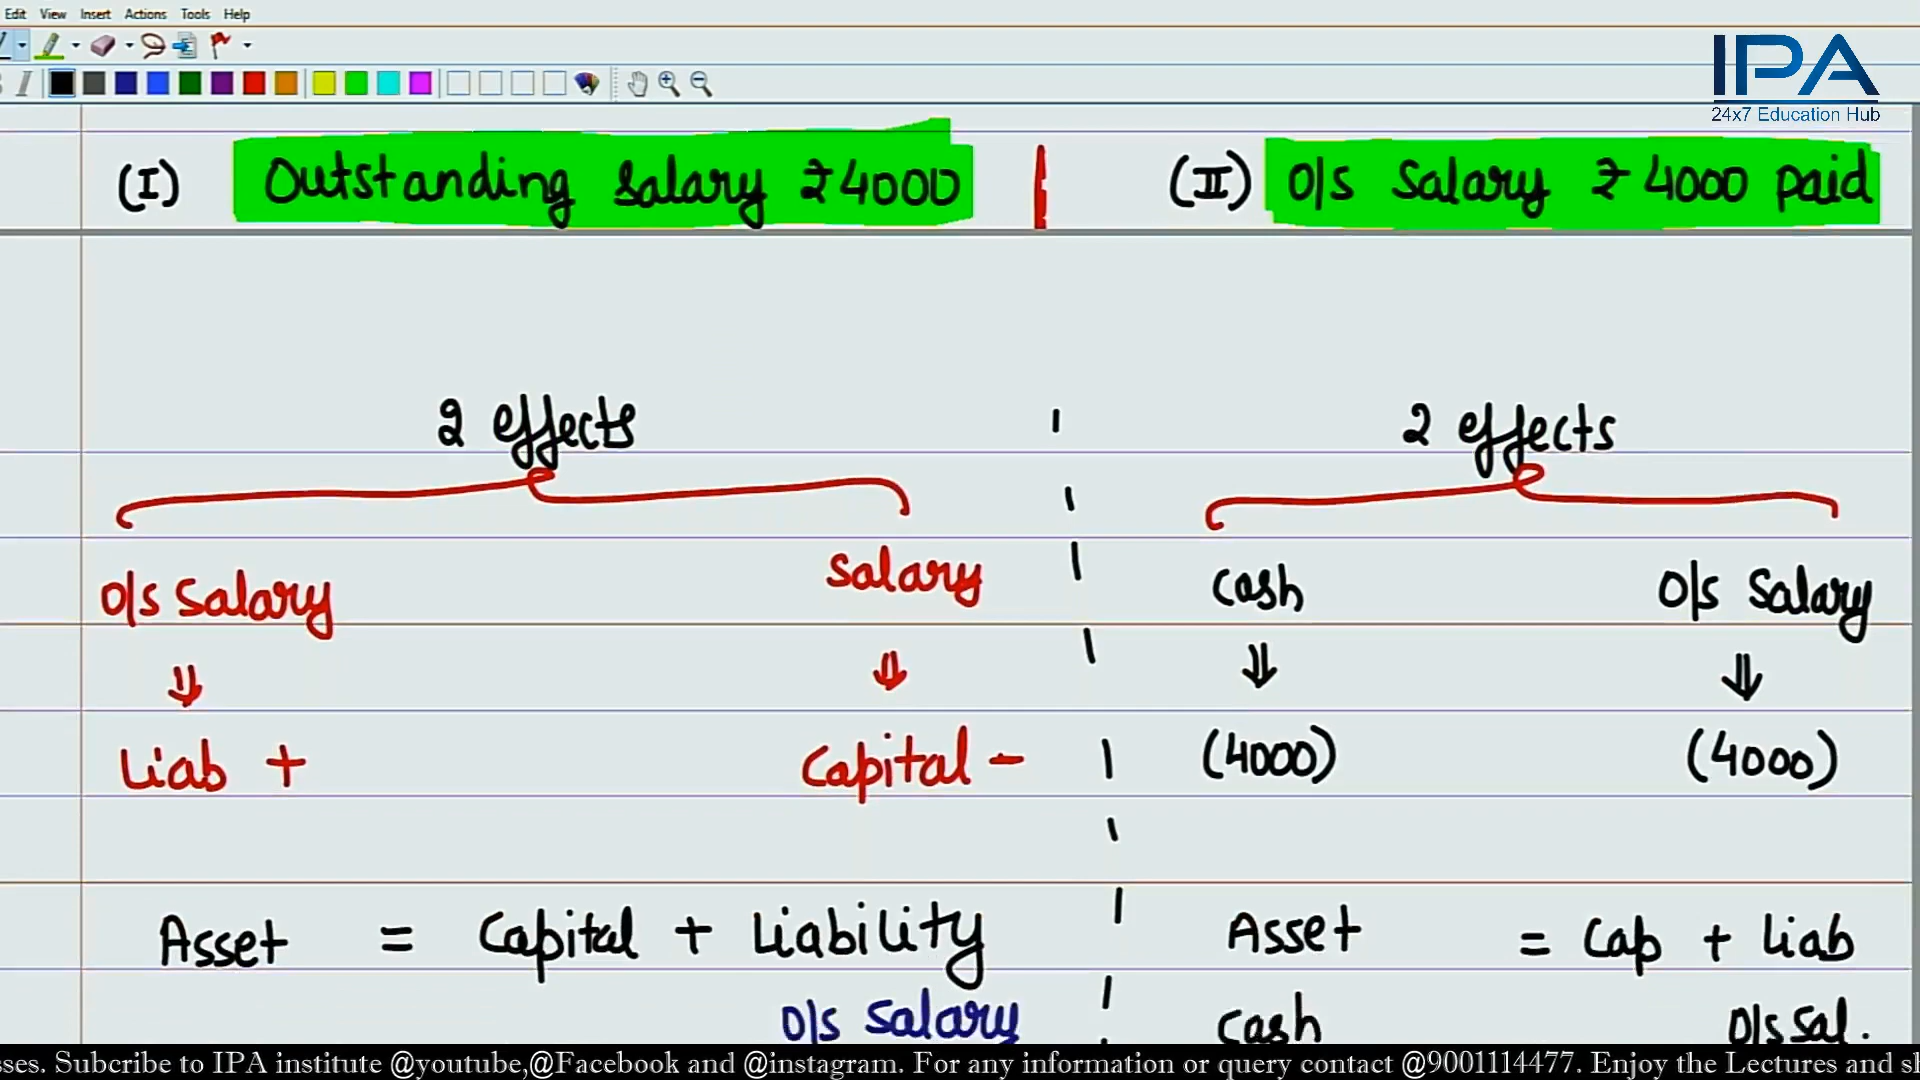 Edit View Insert Actions Tools Help
IPA
24x7 Education Hub
(I) Outstanding Salary ₹4000
(II) O/s Salary ₹4000 paid
2 effects
2 effects
O/s Salary
Salary
Cash
O/s Salary
⇓ ⇓ ⇓ ⇓
Liab +
Capital -
(4000)
(4000)
Asset = Capital + Liability
Asset = Cap + Liab
O/s Salary
Cash
O/s Sal.
sses. Subcribe to IPA institute @youtube,@Facebook and @instagram. For any information or query contact @9001114477. Enjoy the Lectures and sh